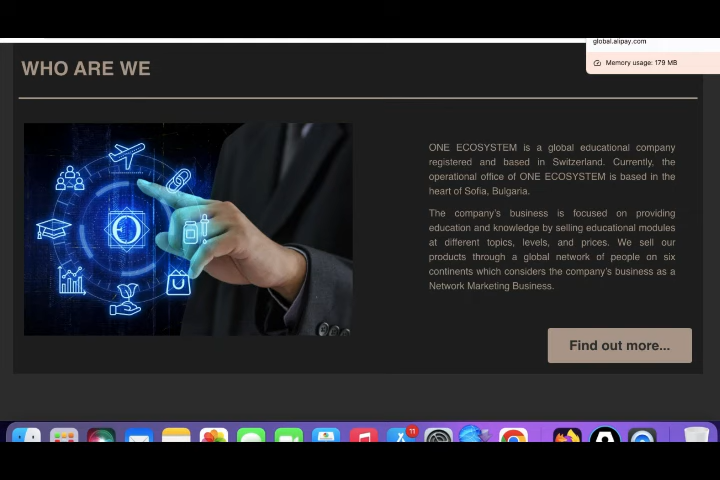 global.alipay.com
Memory usage: 179 MB
WHO ARE WE
ONE ECOSYSTEM is a global educational company
registered and based in Switzerland. Currently, the
operational office of ONE ECOSYSTEM is based in the
heart of Sofia, Bulgaria.
The company's business is focused on providing
education and knowledge by selling educational modules
at different topics, levels, and prices. We sell our
products through a global network of people on six
continents which considers the company's business as a
Network Marketing Business.
Find out more...
11